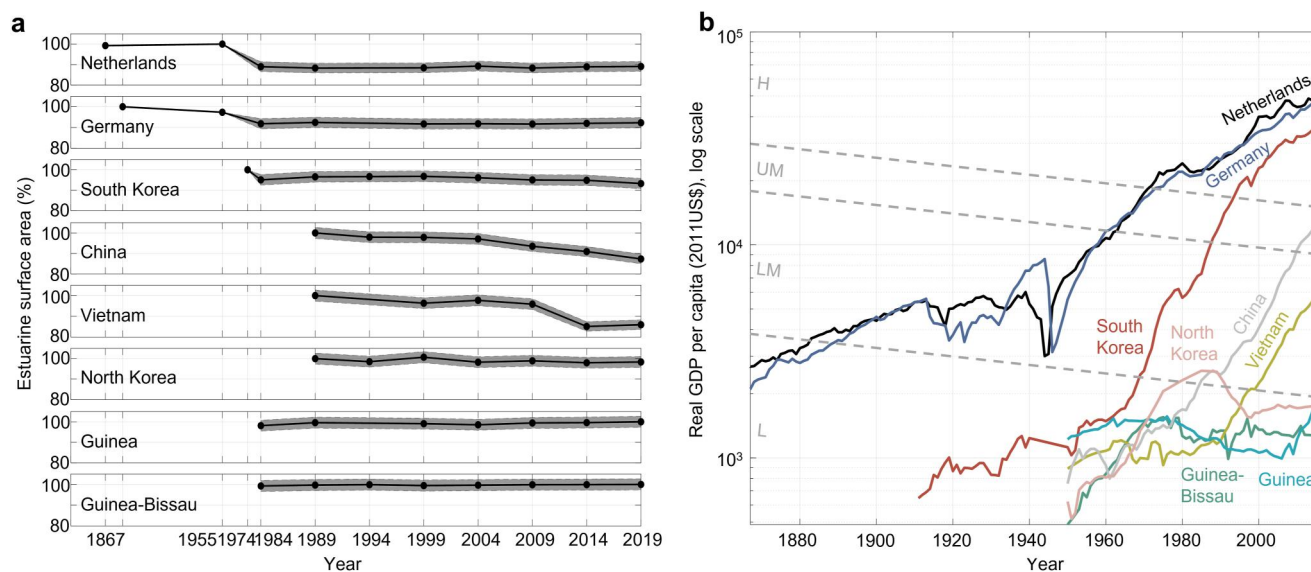 a
Estuarine surface area (%)
100
80
Netherlands
100
80
Germany
100
80
South Korea
100
80
China
100
80
Vietnam
100
80
North Korea
100
80
Guinea
100
80
Guinea-Bissau
1867 1955 1974 1984 1989 1994 1999 2004 2009 2014 2019
Year
b
Real GDP per capita (2011US$), log scale
10⁵
10⁴
10³
H
UM
LM
L
Netherlands
Germany
South
Korea
North
Korea
China
Vietnam
Guinea-
Bissau
Guinea
1880 1900 1920 1940 1960 1980 2000
Year